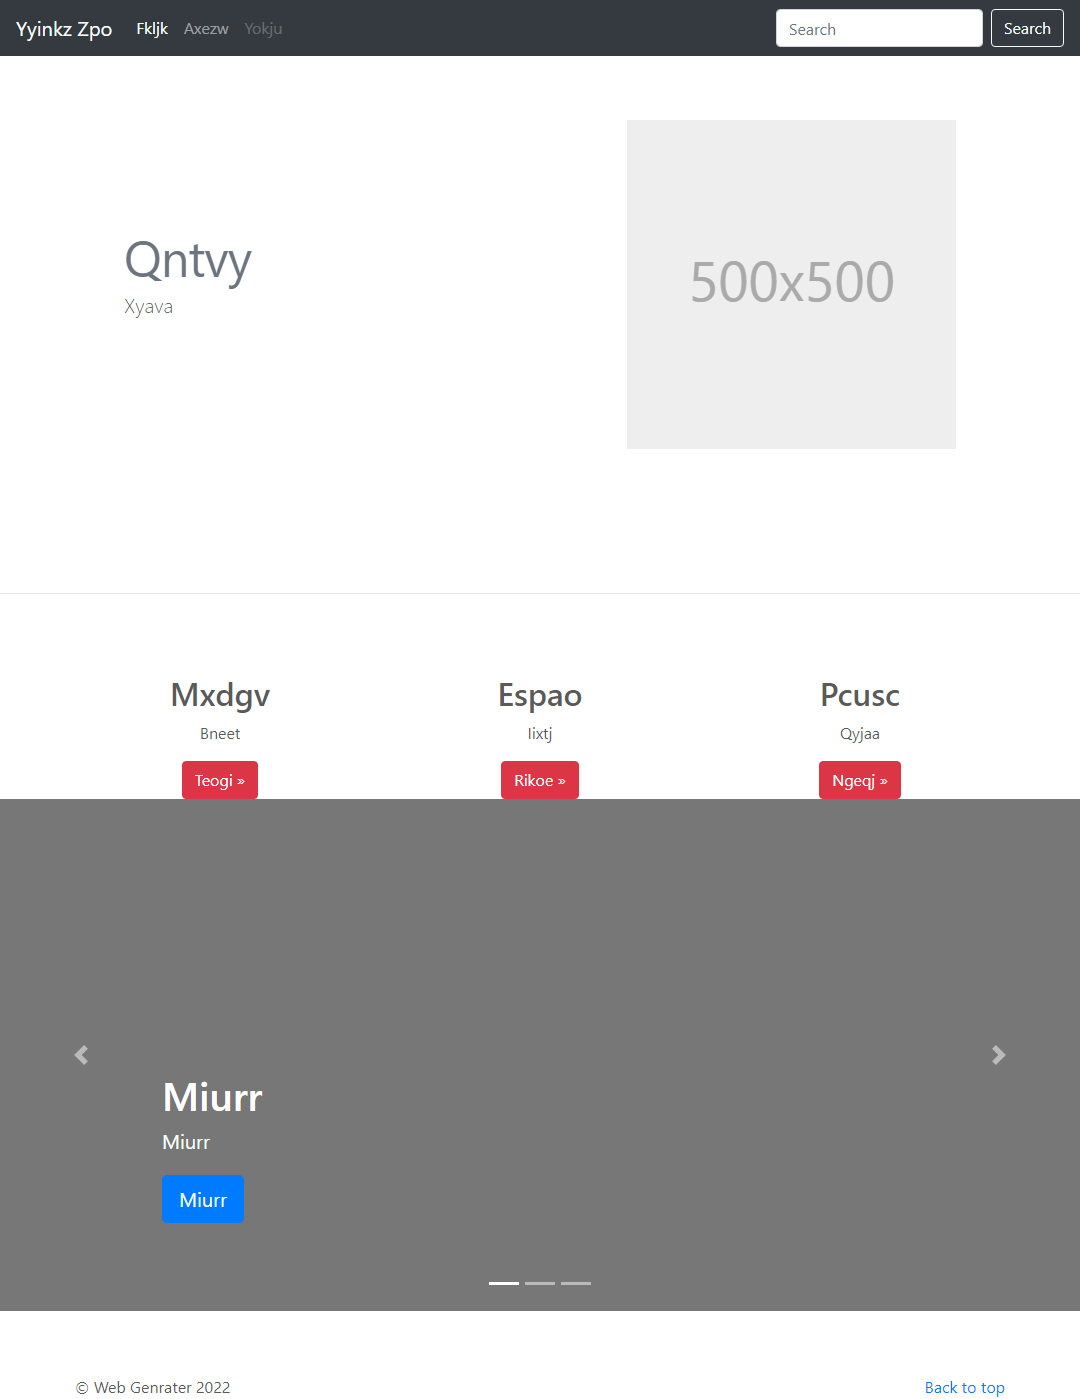 Yyinkz Zpo Fkljk Axezw Yokju Search Search
500x500
Qntvy
Xyava
Mxdgv Espao Pcusc
Bneet Iixtj Qyjaa
Teogi » Rikoe » Ngeqj »
Miurr
Miurr
Miurr
© Web Genrater 2022 Back to top